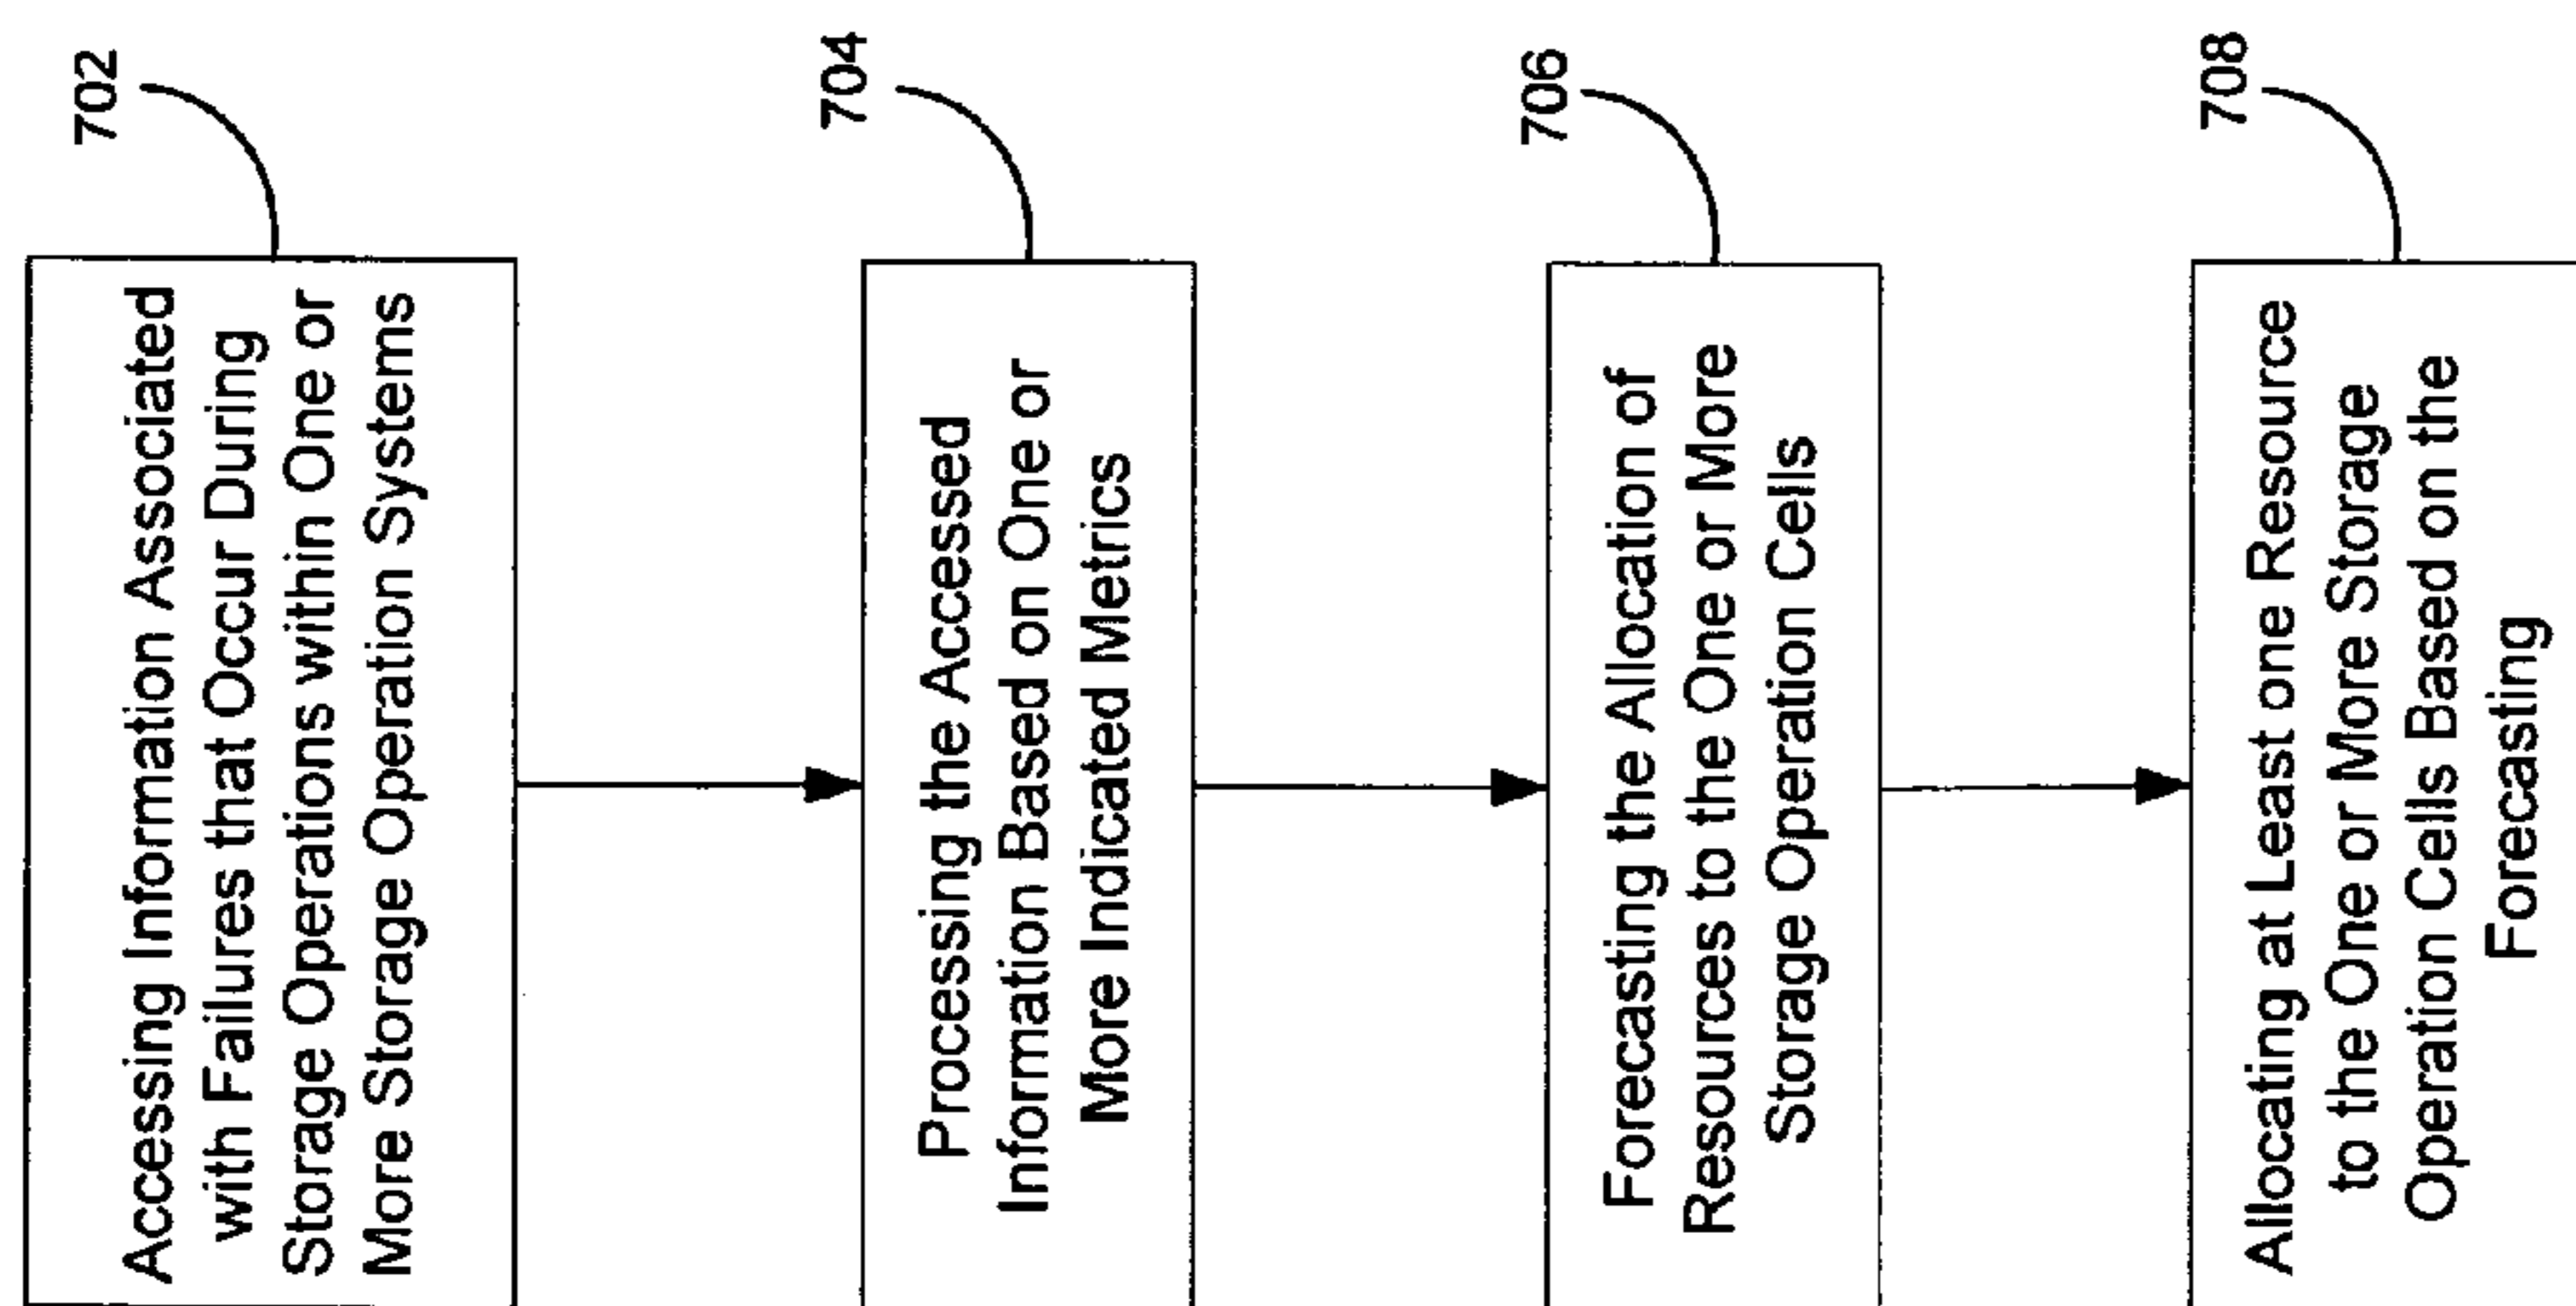 702
Accessing Information Associated
with Failures that Occur During
Storage Operations within One or
More Storage Operation Systems
704
Processing the Accessed
Information Based on One or
More Indicated Metrics
706
Forecasting the Allocation of
Resources to the One or More
Storage Operation Cells
708
Allocating at Least one Resource
to the One or More Storage
Operation Cells Based on the
Forecasting